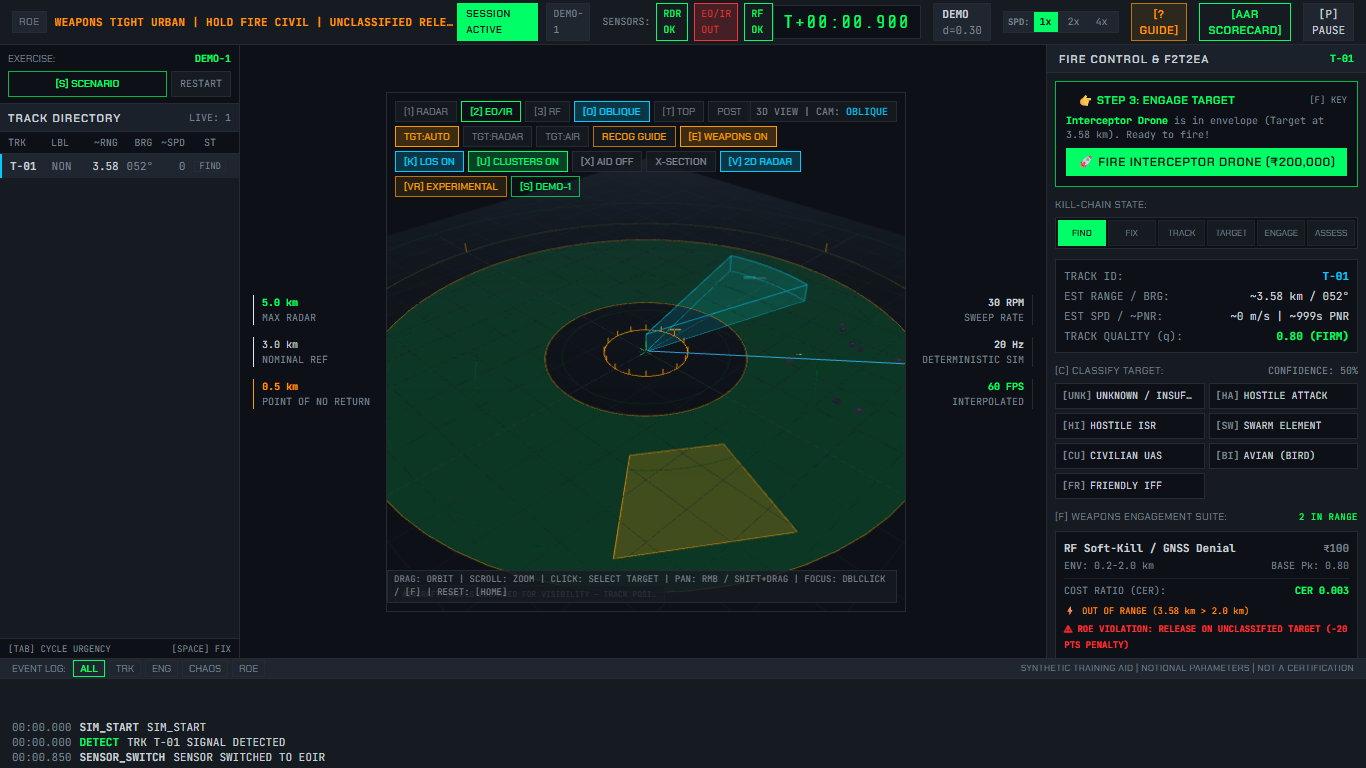 ROE WEAPONS TIGHT URBAN | HOLD FIRE CIVIL | UNCLASSIFIED RELE…
SESSION ACTIVE
DEMO-1
SENSORS:
RDR OK
EO/IR OUT
RF OK
T+00:00.900
DEMO
d=0.30
SPD: 1x 2x 4x
[? GUIDE]
[AAR SCORECARD]
[P] PAUSE
EXERCISE: DEMO-1
[S] SCENARIO RESTART
TRACK DIRECTORY LIVE: 1
TRK LBL ~RNG BRG ~SPD ST
T-01 NON 3.58 052° 0 FIND
[TAB] CYCLE URGENCY [SPACE] FIX
[1] RADAR [2] EO/IR [3] RF [O] OBLIQUE [T] TOP POST 3D VIEW | CAM: OBLIQUE
TGT:AUTO TGT:RADAR TGT:AIR RECOG GUIDE [E] WEAPONS ON
[K] LOS ON [U] CLUSTERS ON [X] AID OFF X-SECTION [V] 2D RADAR
[VR] EXPERIMENTAL [S] DEMO-1
5.0 km
MAX RADAR
3.0 km
NOMINAL REF
0.5 km
POINT OF NO RETURN
30 RPM
SWEEP RATE
20 Hz
DETERMINISTIC SIM
60 FPS
INTERPOLATED
DRAG: ORBIT | SCROLL: ZOOM | CLICK: SELECT TARGET | PAN: RMB / SHIFT+DRAG | FOCUS: DBLCLICK
/ [F] | RESET: [HOME]
FIRE CONTROL & F2T2EA T-01
👉 STEP 3: ENGAGE TARGET [F] KEY
Interceptor Drone is in envelope (Target at
3.58 km). Ready to fire!
🚀 FIRE INTERCEPTOR DRONE [₹200,000]
KILL-CHAIN STATE:
FIND FIX TRACK TARGET ENGAGE ASSESS
TRACK ID: T-01
EST RANGE / BRG: ~3.58 km / 052°
EST SPD / ~PNR: ~0 m/s | ~999s PNR
TRACK QUALITY (q): 0.80 (FIRM)
[C] CLASSIFY TARGET: CONFIDENCE: 50%
[UNK] UNKNOWN / INSUF… [HA] HOSTILE ATTACK
[HI] HOSTILE ISR [SW] SWARM ELEMENT
[CU] CIVILIAN UAS [BI] AVIAN (BIRD)
[FR] FRIENDLY IFF
[F] WEAPONS ENGAGEMENT SUITE: 2 IN RANGE
RF Soft-Kill / GNSS Denial ₹100
ENV: 0.2-2.0 km BASE Pk: 0.80
COST RATIO (CER): CER 0.003
⚡ OUT OF RANGE (3.58 km > 2.0 km)
⚠ ROE VIOLATION: RELEASE ON UNCLASSIFIED TARGET (-20
PTS PENALTY)
EVENT LOG: ALL TRK ENG CHAOS ROE
SYNTHETIC TRAINING AID | NOTIONAL PARAMETERS | NOT A CERTIFICATION
00:00.000 SIM_START SIM_START
00:00.000 DETECT TRK T-01 SIGNAL DETECTED
00:00.850 SENSOR_SWITCH SENSOR SWITCHED TO EOIR